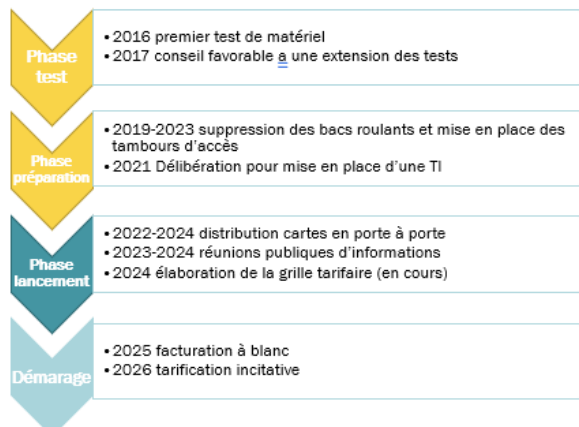 Phase
test
• 2016 premier test de matériel
• 2017 conseil favorable a une extension des tests
Phase
préparation
• 2019-2023 suppression des bacs roulants et mise en place des
tambours d'accès
• 2021 Délibération pour mise en place d'une TI
Phase
lancement
• 2022-2024 distribution cartes en porte à porte
• 2023-2024 réunions publiques d'informations
• 2024 élaboration de la grille tarifaire (en cours)
Démarage
• 2025 facturation à blanc
• 2026 tarification incitative